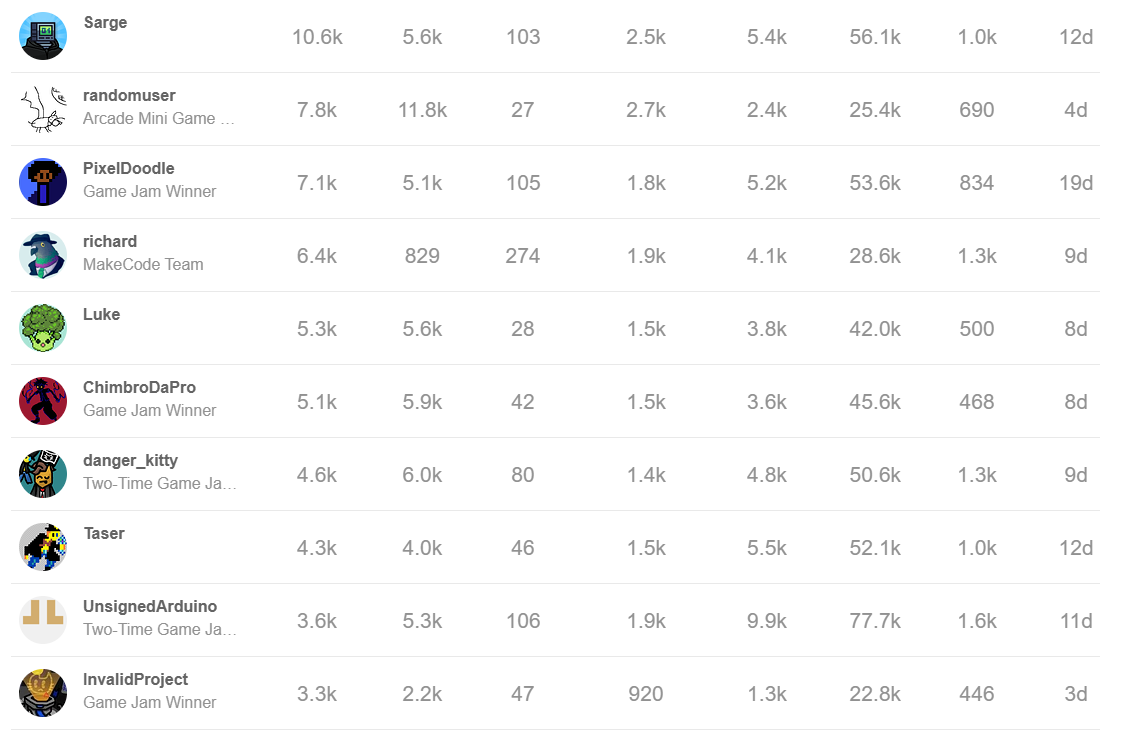 Sarge
10.6k 5.6k 103 2.5k 5.4k 56.1k 1.0k 12d
randomuser
Arcade Mini Game …
7.8k 11.8k 27 2.7k 2.4k 25.4k 690 4d
PixelDoodle
Game Jam Winner
7.1k 5.1k 105 1.8k 5.2k 53.6k 834 19d
richard
MakeCode Team
6.4k 829 274 1.9k 4.1k 28.6k 1.3k 9d
Luke
5.3k 5.6k 28 1.5k 3.8k 42.0k 500 8d
ChimbroDaPro
Game Jam Winner
5.1k 5.9k 42 1.5k 3.6k 45.6k 468 8d
danger_kitty
Two-Time Game Ja…
4.6k 6.0k 80 1.4k 4.8k 50.6k 1.3k 9d
Taser
4.3k 4.0k 46 1.5k 5.5k 52.1k 1.0k 12d
UnsignedArduino
Two-Time Game Ja…
3.6k 5.3k 106 1.9k 9.9k 77.7k 1.6k 11d
InvalidProject
Game Jam Winner
3.3k 2.2k 47 920 1.3k 22.8k 446 3d